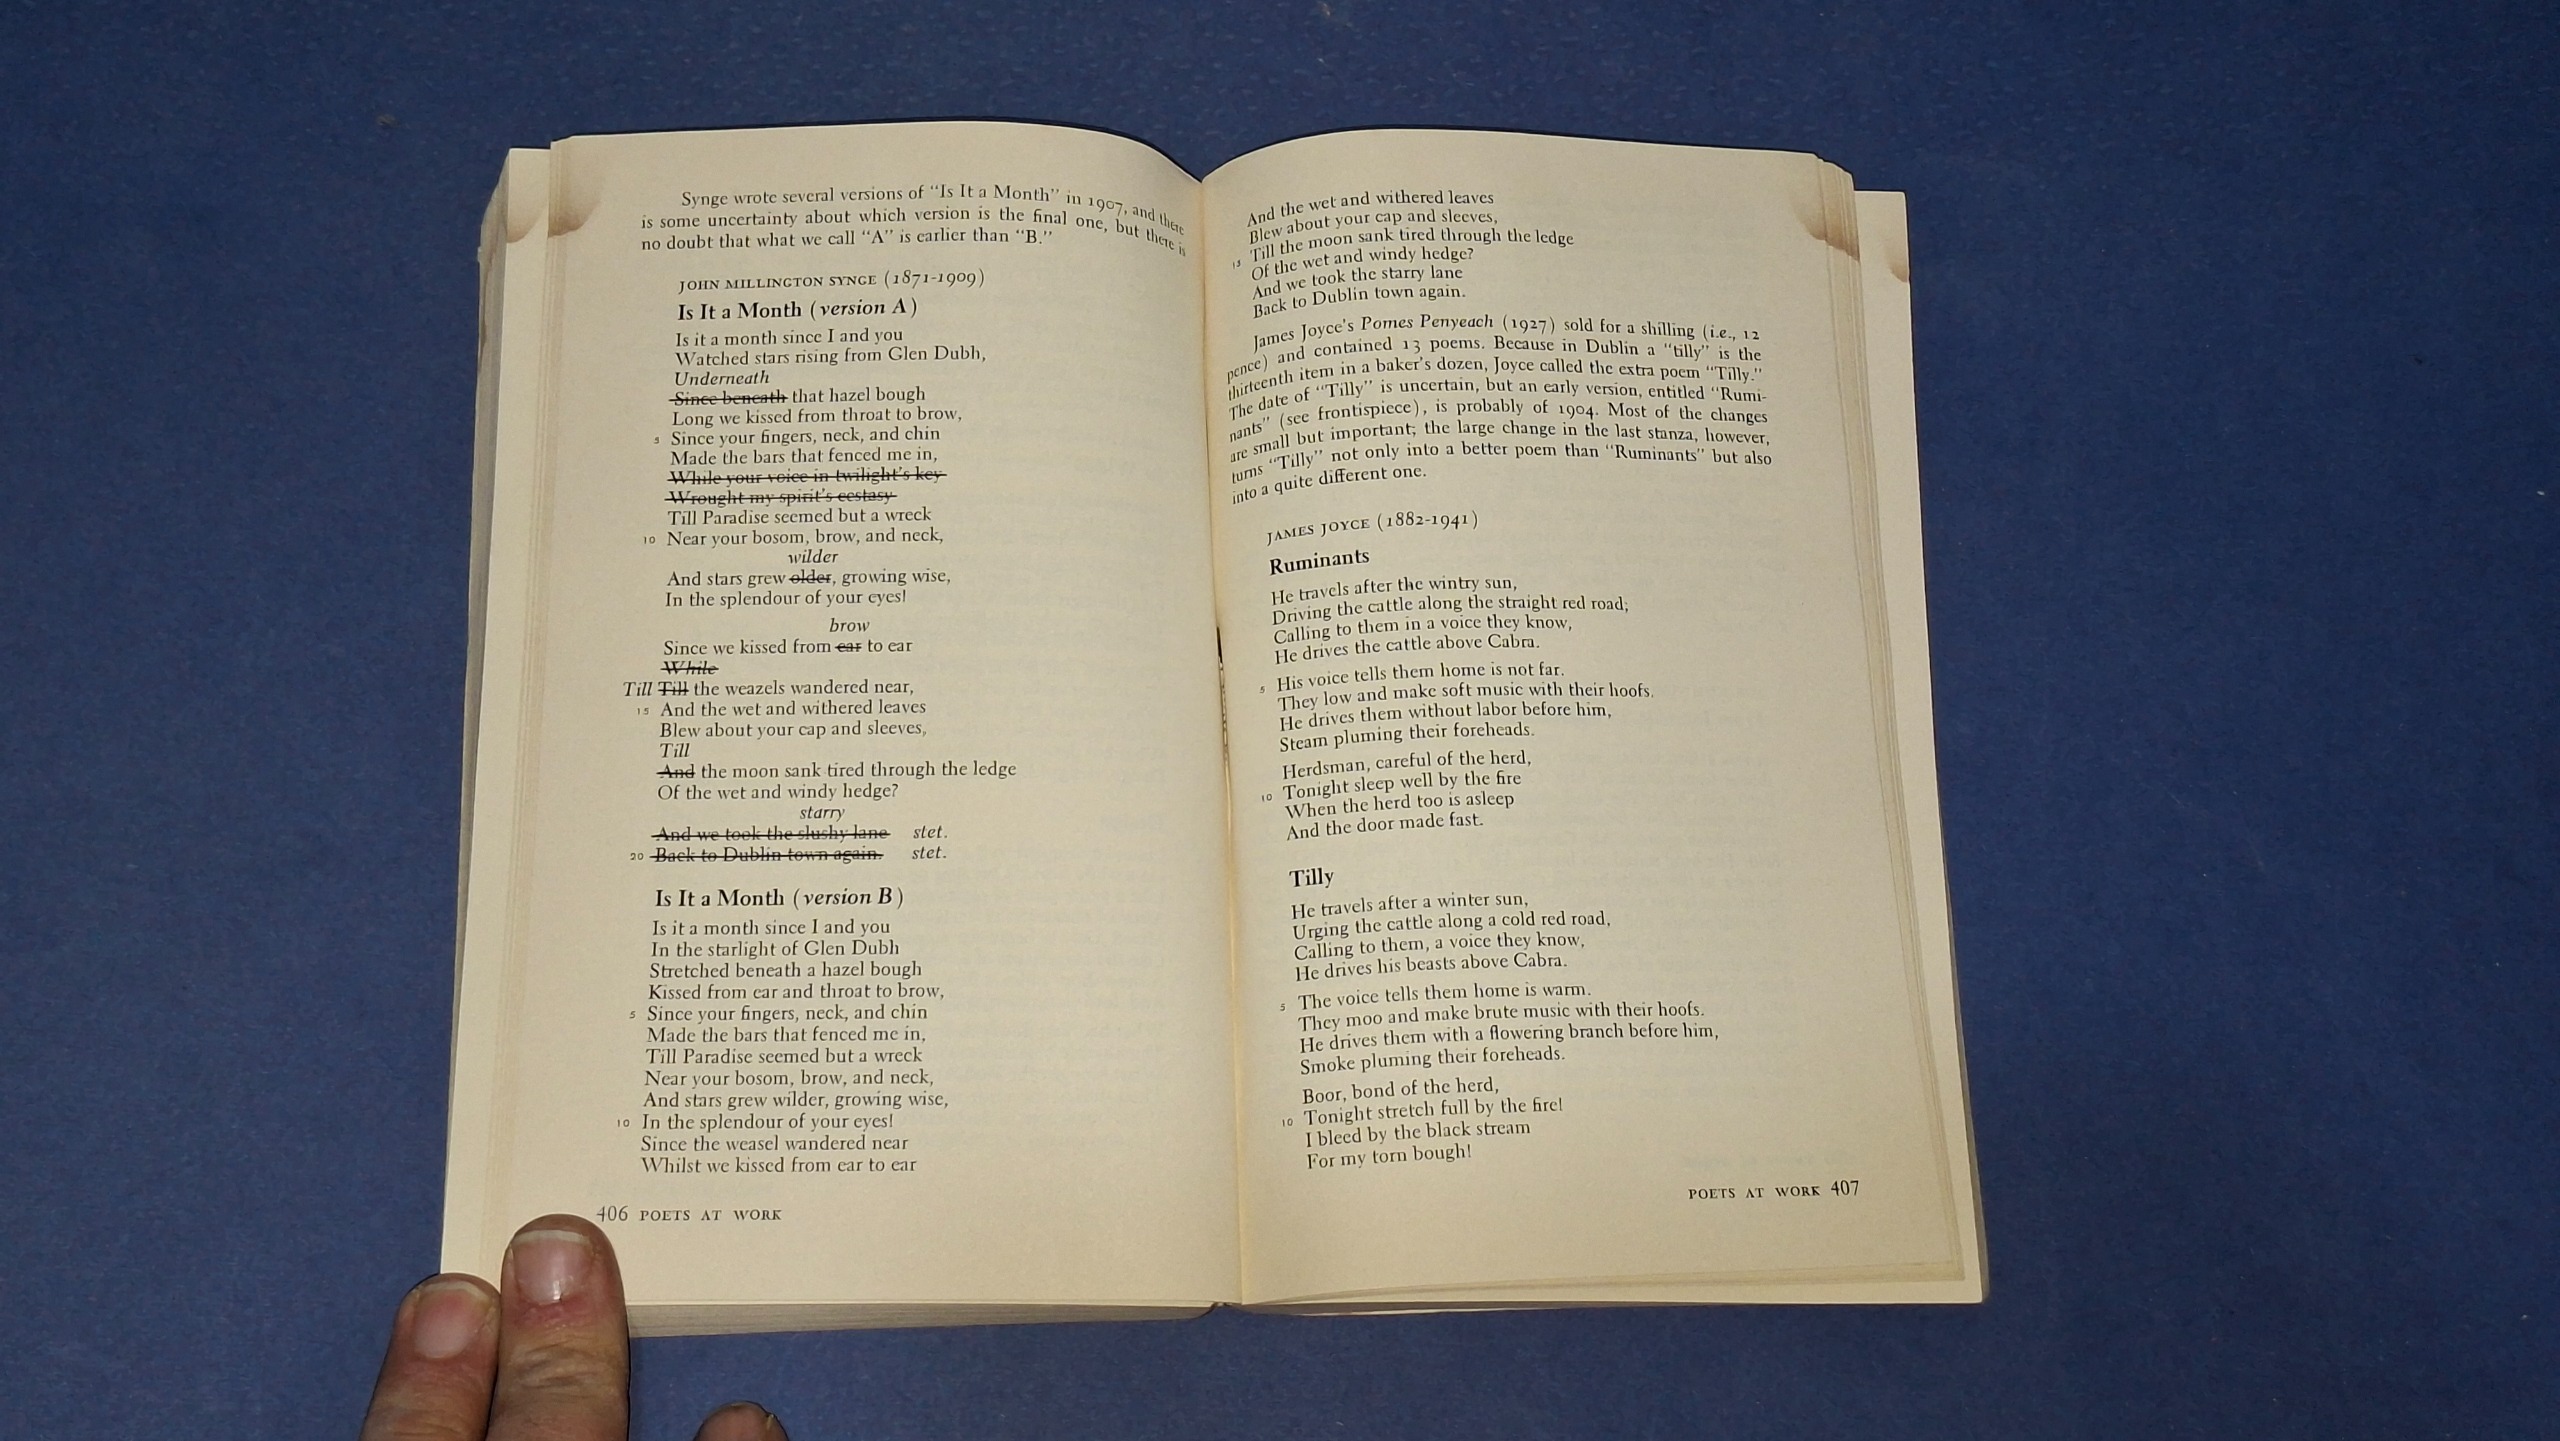 Synge wrote several versions of "Is It a Month" in 1907, and there
is some uncertainty about which version is the final one, but there is
no doubt that what we call "A" is earlier than "B."
JOHN MILLINGTON SYNGE (1871-1909)
Is It a Month (version A)
Is it a month since I and you
Watched stars rising from Glen Dubh,
Underneath
Since beneath that hazel bough
Long we kissed from throat to brow,
5 Since your fingers, neck, and chin
Made the bars that fenced me in,
While your voice in twilight's key
Wrought my spirit's ecstasy
Till Paradise seemed but a wreck
10 Near your bosom, brow, and neck,
wilder
And stars grew older, growing wise,
In the splendour of your eyes!
brow
Since we kissed from ear to ear
While
Till Till the weazels wandered near,
15 And the wet and withered leaves
Blew about your cap and sleeves,
Till
And the moon sank tired through the ledge
Of the wet and windy hedge?
starry
And we took the slushy lane stet.
20 Back to Dublin town again. stet.
Is It a Month (version B)
Is it a month since I and you
In the starlight of Glen Dubh
Stretched beneath a hazel bough
Kissed from ear and throat to brow,
5 Since your fingers, neck, and chin
Made the bars that fenced me in,
Till Paradise seemed but a wreck
Near your bosom, brow, and neck,
And stars grew wilder, growing wise,
10 In the splendour of your eyes!
Since the weasel wandered near
Whilst we kissed from ear to ear
406 POETS AT WORK
And the wet and withered leaves
Blew about your cap and sleeves,
15 Till the moon sank tired through the ledge
Of the wet and windy hedge?
And we took the starry lane
Back to Dublin town again.
James Joyce's Pomes Penyeach (1927) sold for a shilling (i.e., 12
pence) and contained 13 poems. Because in Dublin a "tilly" is the
thirteenth item in a baker's dozen, Joyce called the extra poem "Tilly."
The date of "Tilly" is uncertain, but an early version, entitled "Rumi-
nants" (see frontispiece), is probably of 1904. Most of the changes
are small but important; the large change in the last stanza, however,
turns "Tilly" not only into a better poem than "Ruminants" but also
into a quite different one.
JAMES JOYCE (1882-1941)
Ruminants
He travels after the wintry sun,
Driving the cattle along the straight red road;
Calling to them in a voice they know,
He drives the cattle above Cabra.
5 His voice tells them home is not far.
They low and make soft music with their hoofs.
He drives them without labor before him,
Steam pluming their foreheads.
Herdsman, careful of the herd,
10 Tonight sleep well by the fire
When the herd too is asleep
And the door made fast.
Tilly
He travels after a winter sun,
Urging the cattle along a cold red road,
Calling to them, a voice they know,
He drives his beasts above Cabra.
5 The voice tells them home is warm.
They moo and make brute music with their hoofs.
He drives them with a flowering branch before him,
Smoke pluming their foreheads.
Boor, bond of the herd,
10 Tonight stretch full by the fire!
I bleed by the black stream
For my torn bough!
POETS AT WORK 407